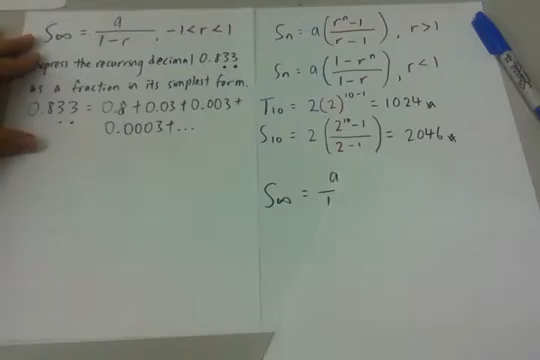 S∞ = a/(1-r), -1<r<1
xpress the recurring decimal 0.833
as a fraction in its simplest form.
0.833 = 0.8 + 0.03 + 0.003 +
0.0003 + ...
Sn = a((r^n-1)/(r-1)), r>1
Sn = a((1-r^n)/(1-r)), r<1
T10 = 2(2)^(10-1) = 1024
S10 = 2((2^10-1)/(2-1)) = 2046
S∞ = a/1